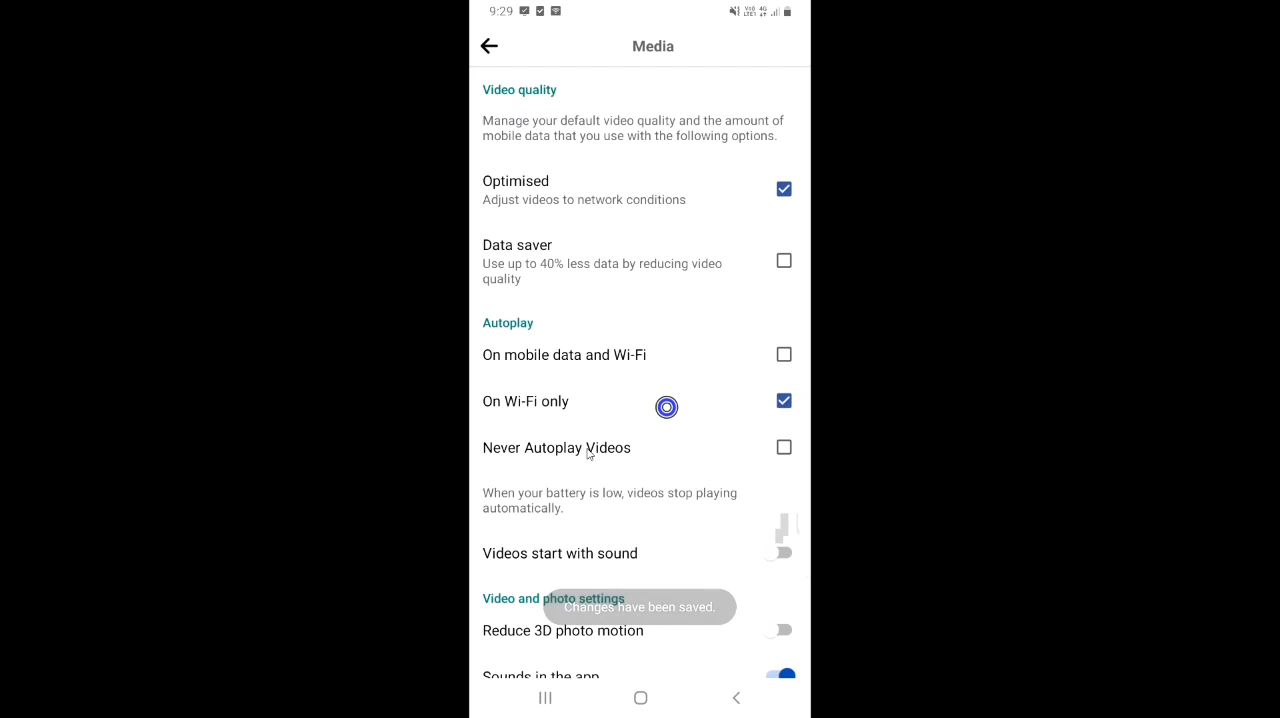 9:29
Media
Video quality
Manage your default video quality and the amount of
mobile data that you use with the following options.
Optimised
Adjust videos to network conditions
Data saver
Use up to 40% less data by reducing video
quality
Autoplay
On mobile data and Wi-Fi
On Wi-Fi only
Never Autoplay Videos
When your battery is low, videos stop playing
automatically.
Videos start with sound
Video and photo settings
Changes have been saved.
Reduce 3D photo motion
Sounds in the app